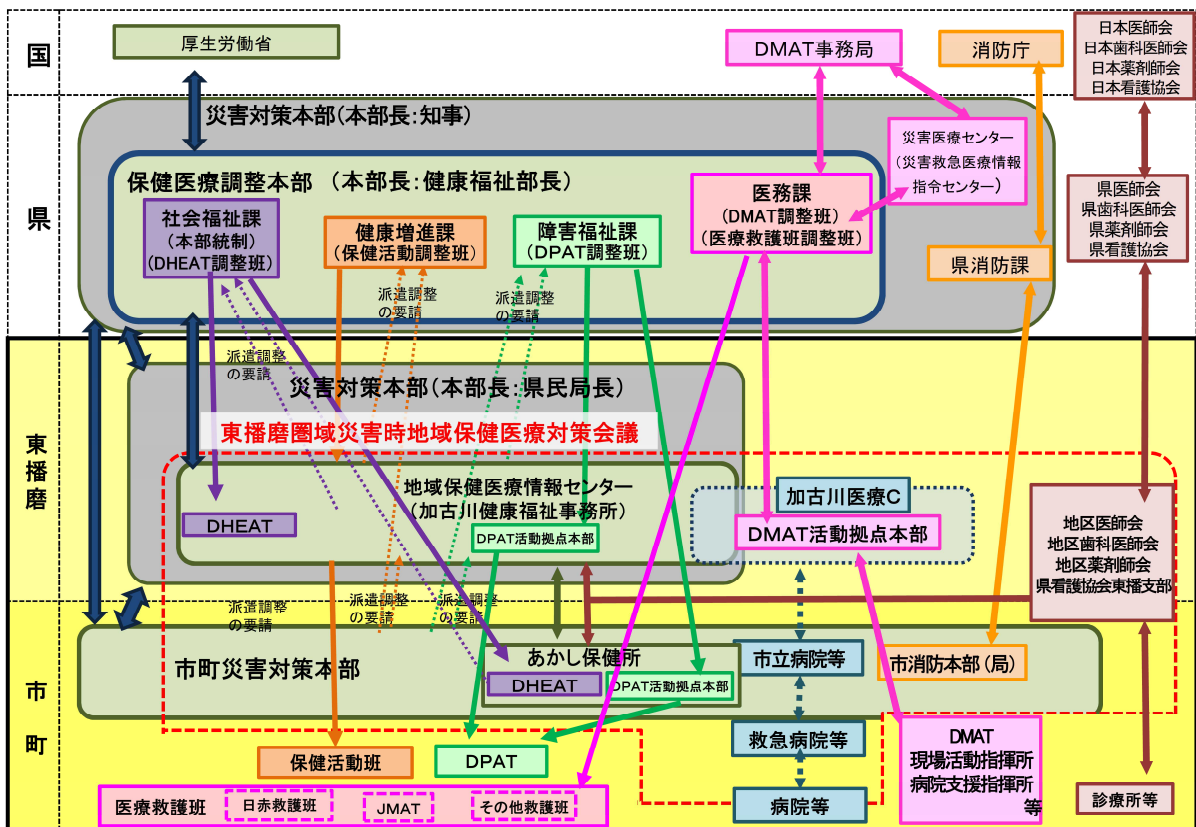 国
厚生労働省
DMAT事務局
消防庁
日本医師会
日本歯科医師会
日本薬剤師会
日本看護協会
県
災害対策本部(本部長:知事)
災害医療センター
(災害救急医療情報
指令センター)
保健医療調整本部 (本部長:健康福祉部長)
社会福祉課
(本部統制)
(DHEAT調整班)
健康増進課
(保健活動調整班)
障害福祉課
(DPAT調整班)
医務課
(DMAT調整班)
(医療救護班調整班)
県医師会
県歯科医師会
県薬剤師会
県看護協会
県消防課
派遣調整
の要請
派遣調整
の要請
派遣調整
の要請
東播磨
災害対策本部(本部長:県民局長)
東播磨圏域災害時地域保健医療対策会議
地域保健医療情報センター
(加古川健康福祉事務所)
DHEAT
DPAT活動拠点本部
加古川医療C
DMAT活動拠点本部
地区医師会
地区歯科医師会
地区薬剤師会
県看護協会東播支部
派遣調整
の要請
派遣調整
の要請
派遣調整
の要請
市町
市町災害対策本部
あかし保健所
DHEAT
DPAT活動拠点本部
市立病院等
市消防本部(局)
保健活動班
DPAT
救急病院等
DMAT
現場活動指揮所
病院支援指揮所
等
医療救護班
日赤救護班
JMAT
その他救護班
病院等
診療所等